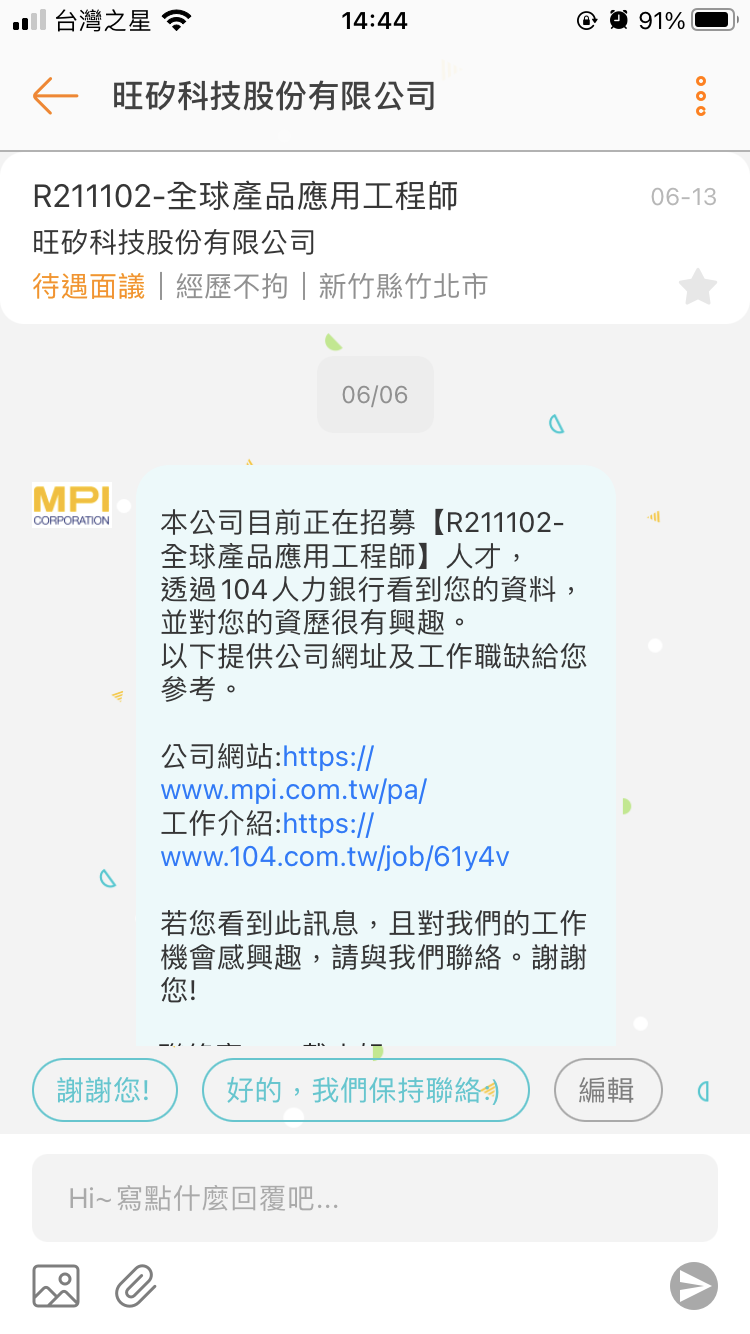 台灣之星
14:44
91%
旺矽科技股份有限公司
R211102-全球產品應用工程師
06-13
旺矽科技股份有限公司
待遇面議｜經歷不拘｜新竹縣竹北市
06/06
MPI
CORPORATION
本公司目前正在招募【R211102-
全球產品應用工程師】人才，
透過104人力銀行看到您的資料，
並對您的資歷很有興趣。
以下提供公司網址及工作職缺給您
參考。
公司網站:https://
www.mpi.com.tw/pa/
工作介紹:https://
www.104.com.tw/job/61y4v
若您看到此訊息，且對我們的工作
機會感興趣，請與我們聯絡。謝謝
您!
謝謝您!
好的，我們保持聯絡:)
編輯
Hi~寫點什麼回覆吧...